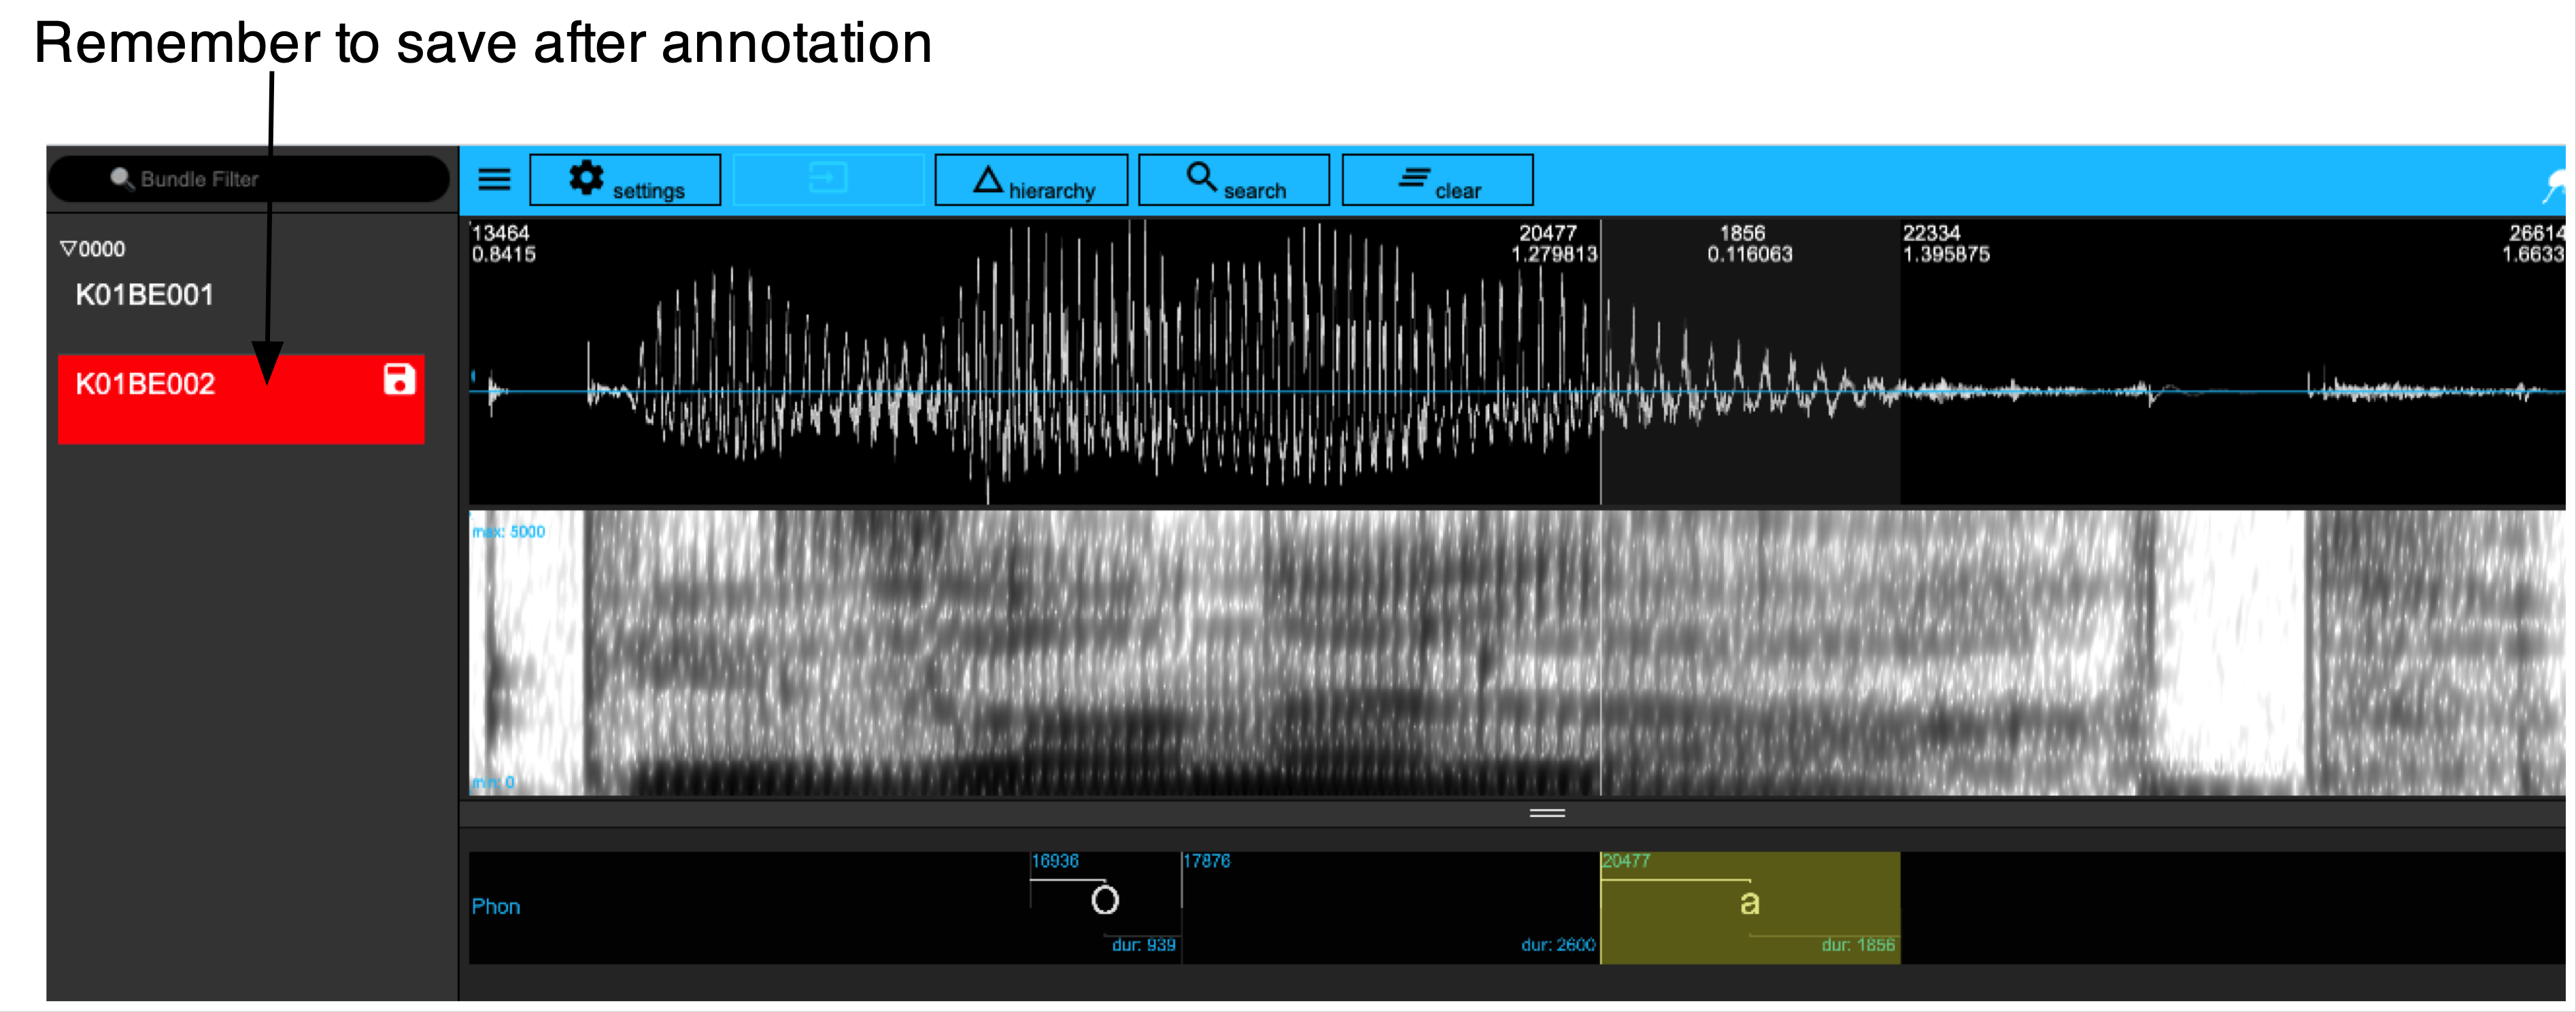 Remember to save after annotation
Bundle Filter
settings
hierarchy
search
clear
▽0000
K01BE001
K01BE002
13464
0.8415
20477
1.279813
1856
0.116063
22334
1.395875
26614
1.6633
max: 5000
min: 0
Phon
16936
O
dur: 939
17876
dur: 2600
20477
a
dur: 1856